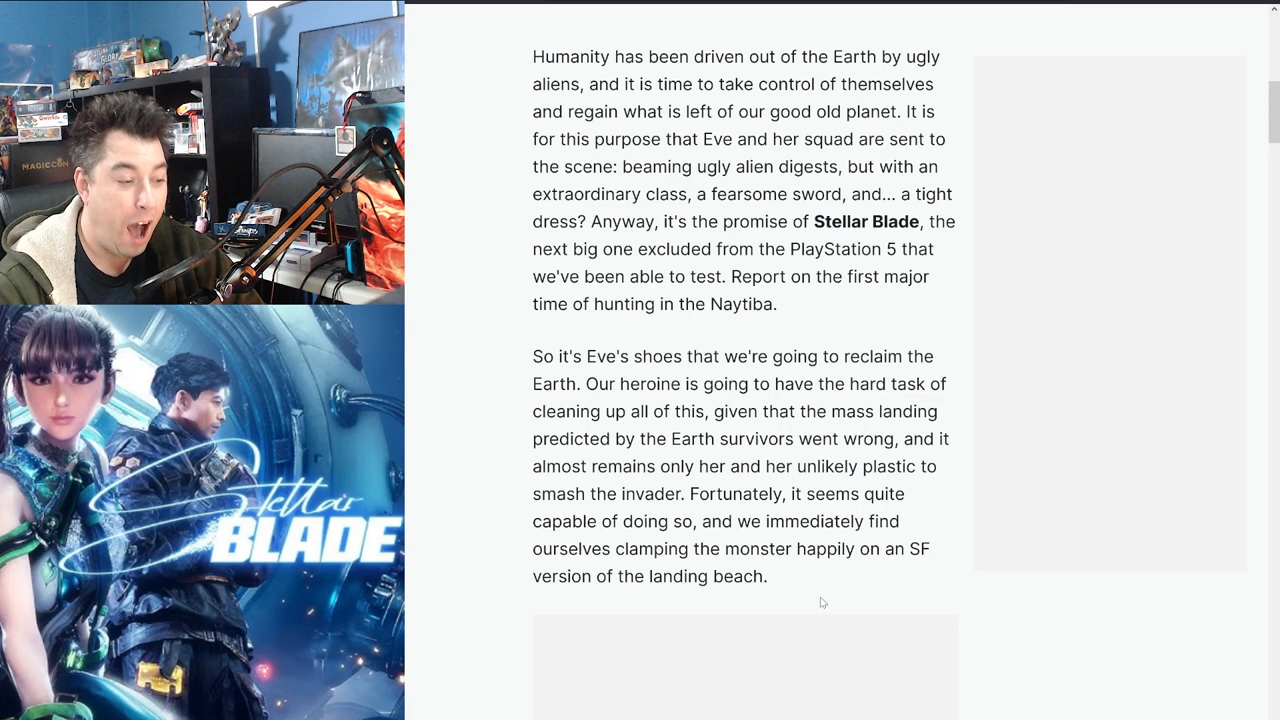 GLORY
Qwirkle
MAGICCON
Humanity has been driven out of the Earth by ugly
aliens, and it is time to take control of themselves
and regain what is left of our good old planet. It is
for this purpose that Eve and her squad are sent to
the scene: beaming ugly alien digests, but with an
extraordinary class, a fearsome sword, and... a tight
dress? Anyway, it's the promise of Stellar Blade, the
next big one excluded from the PlayStation 5 that
we've been able to test. Report on the first major
time of hunting in the Naytiba.
So it's Eve's shoes that we're going to reclaim the
Earth. Our heroine is going to have the hard task of
cleaning up all of this, given that the mass landing
predicted by the Earth survivors went wrong, and it
almost remains only her and her unlikely plastic to
smash the invader. Fortunately, it seems quite
capable of doing so, and we immediately find
ourselves clamping the monster happily on an SF
version of the landing beach.
Stellar
BLADE